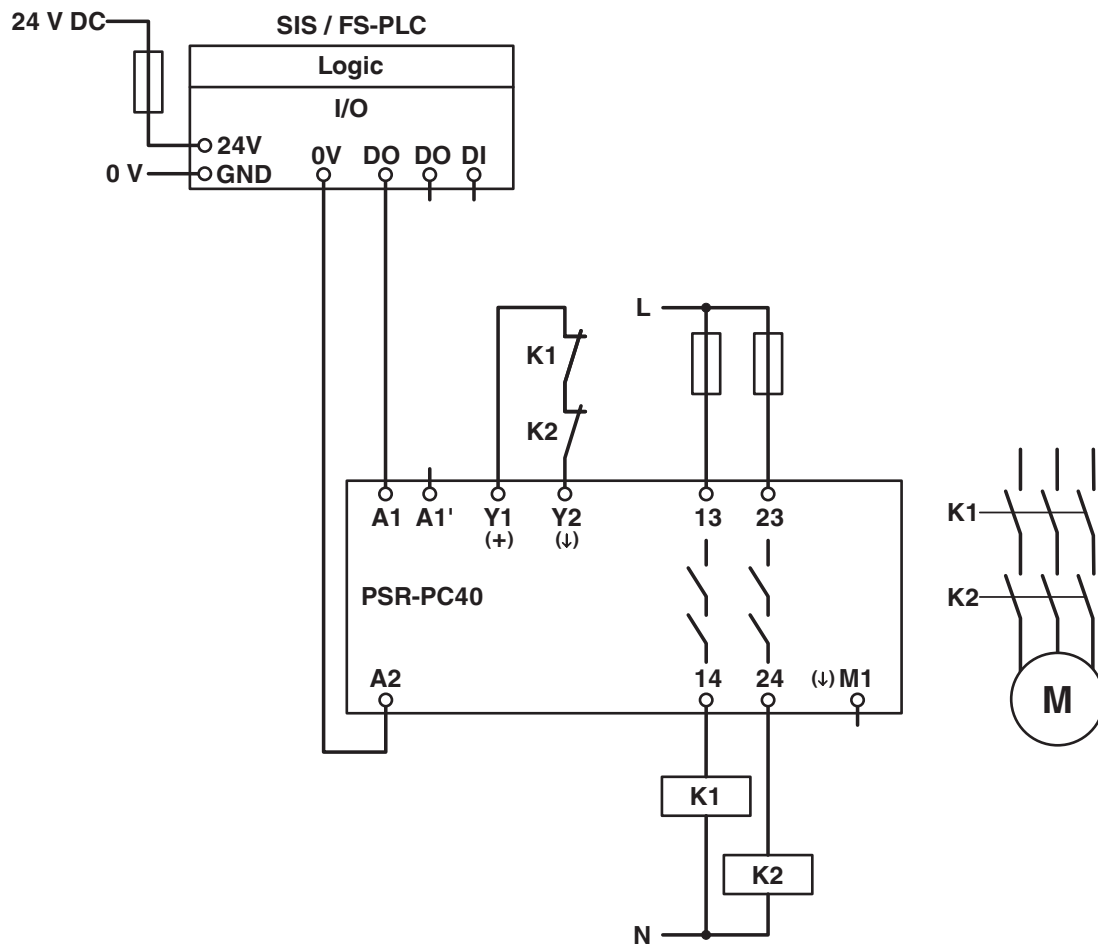 24 V DC
SIS / FS-PLC
Logic
I/O
24V
0V DO DO DI
0 V
GND
L
K1
K2
A1 A1' Y1 Y2 13 23
(+) (↓)
K1
PSR-PC40
K2
A2 14 24 (↓) M1
M
K1
K2
N